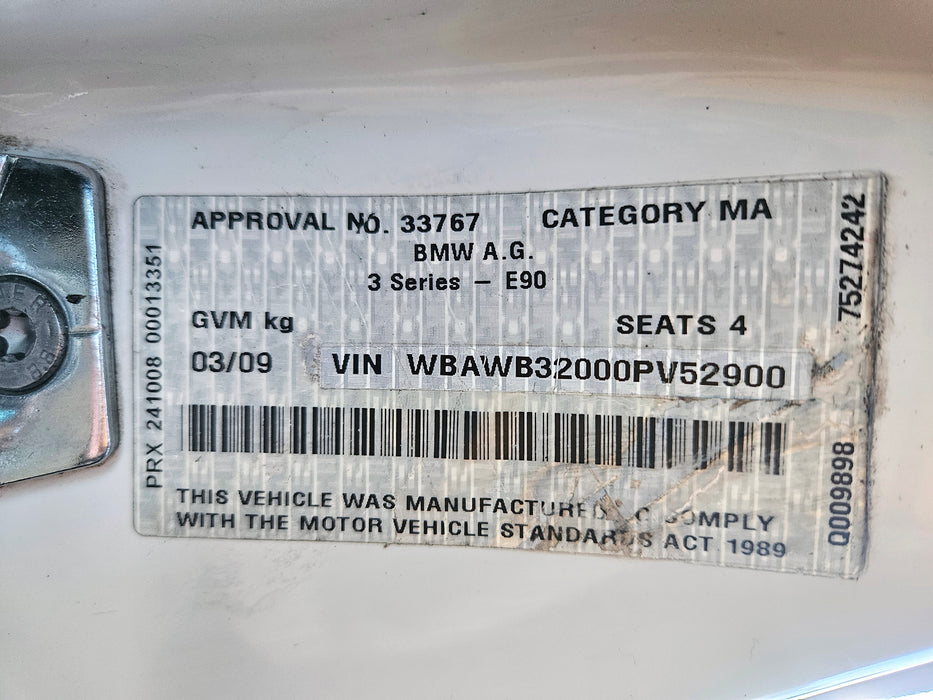 APPROVAL NO. 33767 CATEGORY MA
BMW A.G.
3 Series – E90
GVM kg SEATS 4
03/09 VIN WBAWB32000PV52900
THIS VEHICLE WAS MANUFACTURED COMPLY
WITH THE MOTOR VEHICLE STANDARDS ACT 1989
PRX 241008 00013351
75274242
Q009898